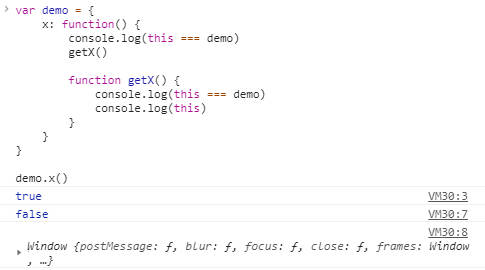 > var demo = {
    x: function() {
        console.log(this === demo)
        getX()

        function getX() {
            console.log(this === demo)
            console.log(this)
        }
    }
}

demo.x()
true VM30:3
false VM30:7
VM30:8
▶ Window {postMessage: ƒ, blur: ƒ, focus: ƒ, close: ƒ, frames: Window
, …}